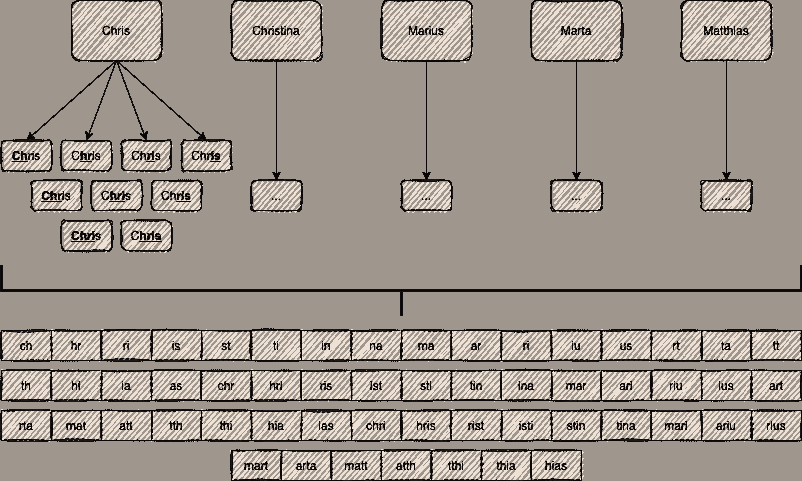 Chris Christina Marius Marta Matthias
Chris Chris Chris Chris
Chris Chris Chris ... ... ... ...
Chris Chris
ch hr ri is st ti in na ma ar ri iu us rt ta tt
th hi ia as chr hri ris ist sti tin ina mar ari riu ius art
rta mat att tth thi hia ias chri hris rist isti stin tina mari ariu rius
mart arta matt atth tthi thia hias